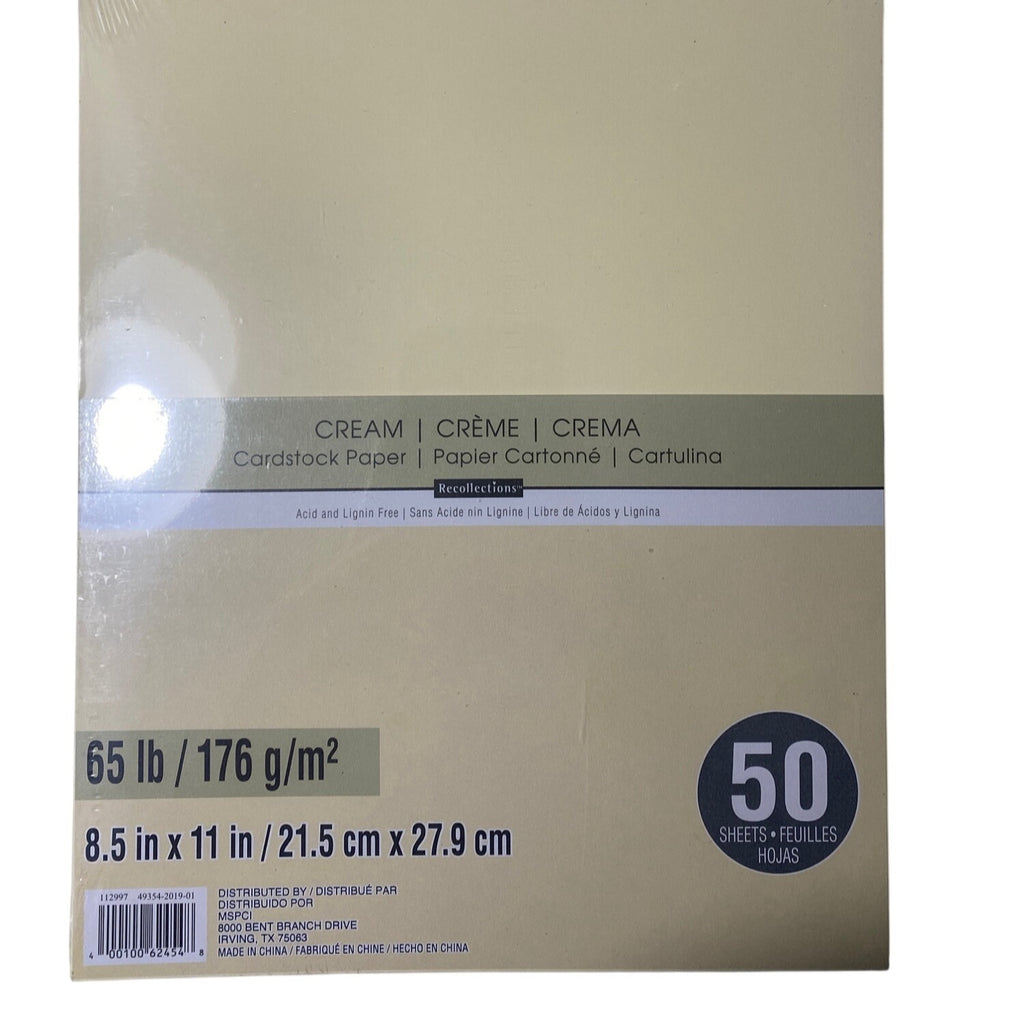 CREAM | CRÈME | CREMA
Cardstock Paper | Papier Cartonné | Cartulina
Recollections™
Acid and Lignin Free | Sans Acide nin Lignine | Libre de Ácidos y Lignina
65 lb / 176 g/m²
8.5 in x 11 in / 21.5 cm x 27.9 cm
50
SHEETS • FEUILLES
HOJAS
112997 49354-2019-01
4 00100 62454 8
DISTRIBUTED BY / DISTRIBUÉ PAR
DISTRIBUIDO POR
MSPCI
8000 BENT BRANCH DRIVE
IRVING, TX 75063
MADE IN CHINA / FABRIQUÉ EN CHINE / HECHO EN CHINA